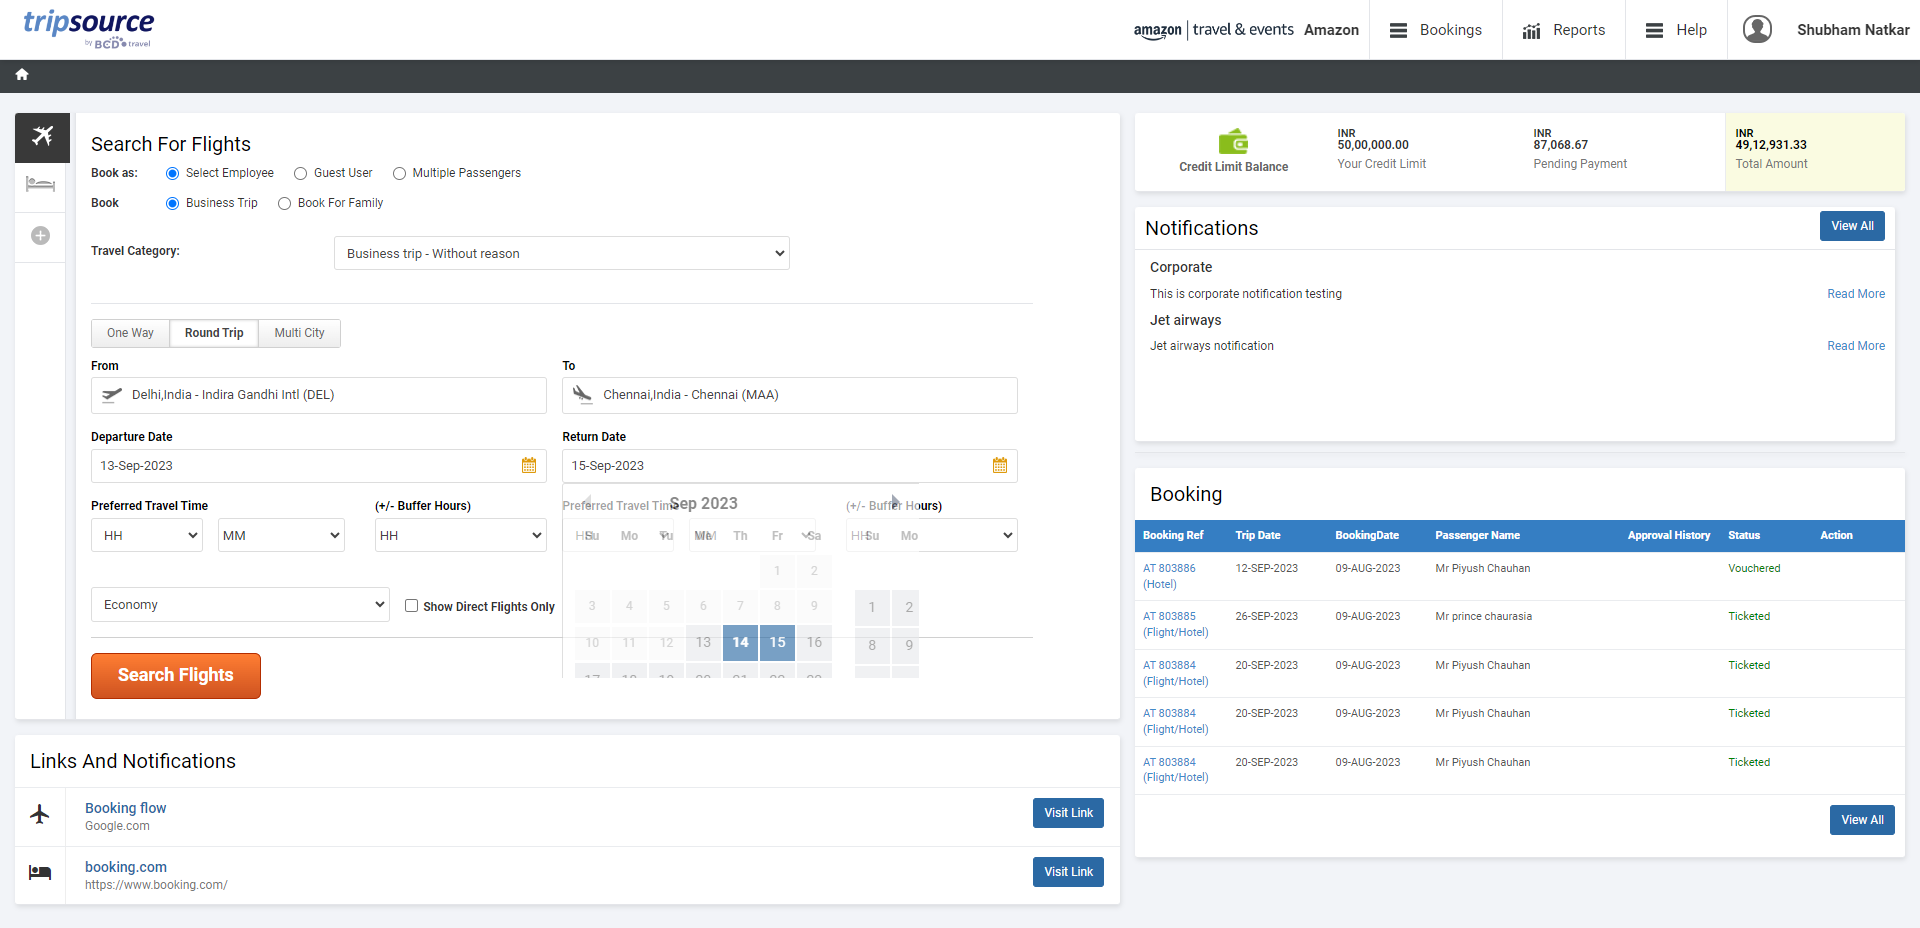 tripsource
by BCD travel
amazon | travel & events Amazon
Bookings
Reports
Help
Shubham Natkar
Search For Flights
Book as: Select Employee Guest User Multiple Passengers
Book Business Trip Book For Family
Travel Category: Business trip - Without reason
One Way Round Trip Multi City
From To
Delhi,India - Indira Gandhi Intl (DEL) Chennai,India - Chennai (MAA)
Departure Date Return Date
13-Sep-2023 15-Sep-2023
Preferred Travel Time (+/- Buffer Hours) Preferred Travel Time (+/- Buffer Hours)
HH MM HH HH MM HH
Sep 2023
Su Mo Tu We Th Fr Sa Su Mo
1 2
3 4 5 6 7 8 9 1 2
10 11 12 13 14 15 16 8 9
17 18 19 20 21 22 23
Economy Show Direct Flights Only
Search Flights
Links And Notifications
Booking flow
Google.com
Visit Link
booking.com
https://www.booking.com/
Visit Link
Credit Limit Balance
INR
50,00,000.00
Your Credit Limit
INR
87,068.67
Pending Payment
INR
49,12,931.33
Total Amount
Notifications View All
Corporate
This is corporate notification testing Read More
Jet airways
Jet airways notification Read More
Booking
Booking Ref Trip Date BookingDate Passenger Name Approval History Status Action
AT 803886 12-SEP-2023 09-AUG-2023 Mr Piyush Chauhan Vouchered
(Hotel)
AT 803885 26-SEP-2023 09-AUG-2023 Mr prince chaurasia Ticketed
(Flight/Hotel)
AT 803884 20-SEP-2023 09-AUG-2023 Mr Piyush Chauhan Ticketed
(Flight/Hotel)
AT 803884 20-SEP-2023 09-AUG-2023 Mr Piyush Chauhan Ticketed
(Flight/Hotel)
AT 803884 20-SEP-2023 09-AUG-2023 Mr Piyush Chauhan Ticketed
(Flight/Hotel)
View All